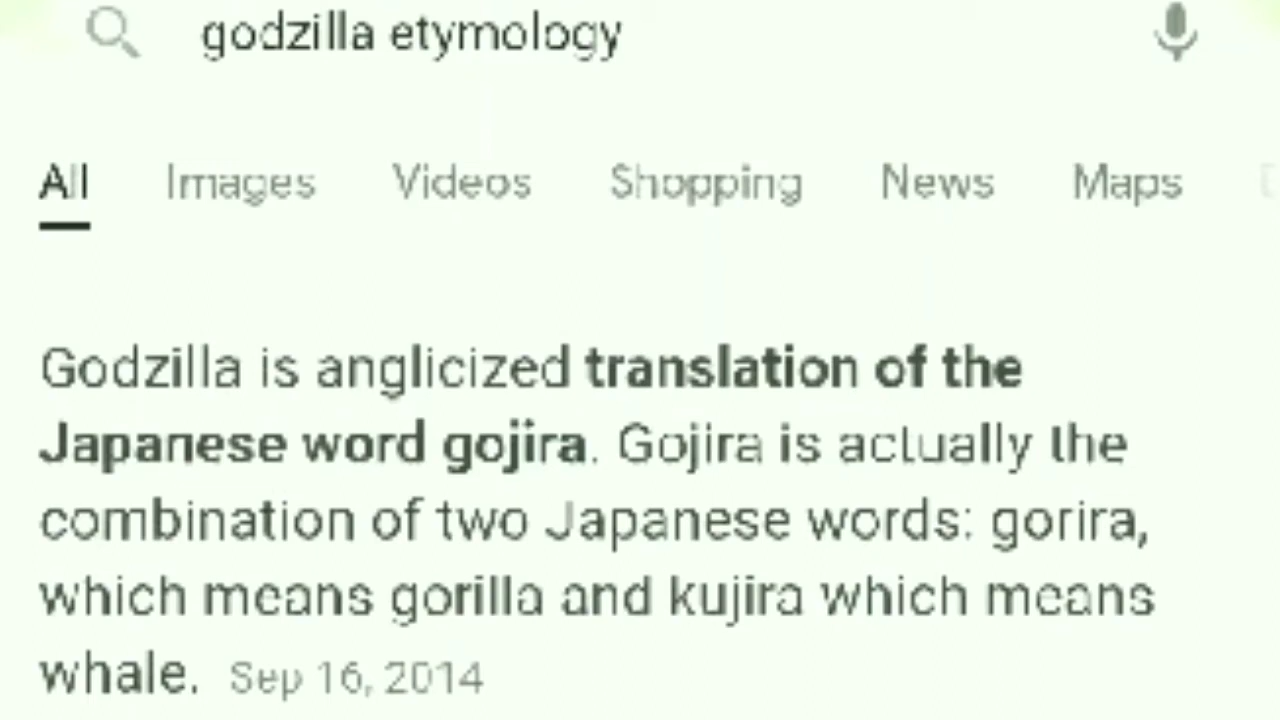 godzilla etymology
All Images Videos Shopping News Maps
Godzilla is anglicized translation of the
Japanese word gojira. Gojira is actually the
combination of two Japanese words: gorira,
which means gorilla and kujira which means
whale. Sep 16, 2014